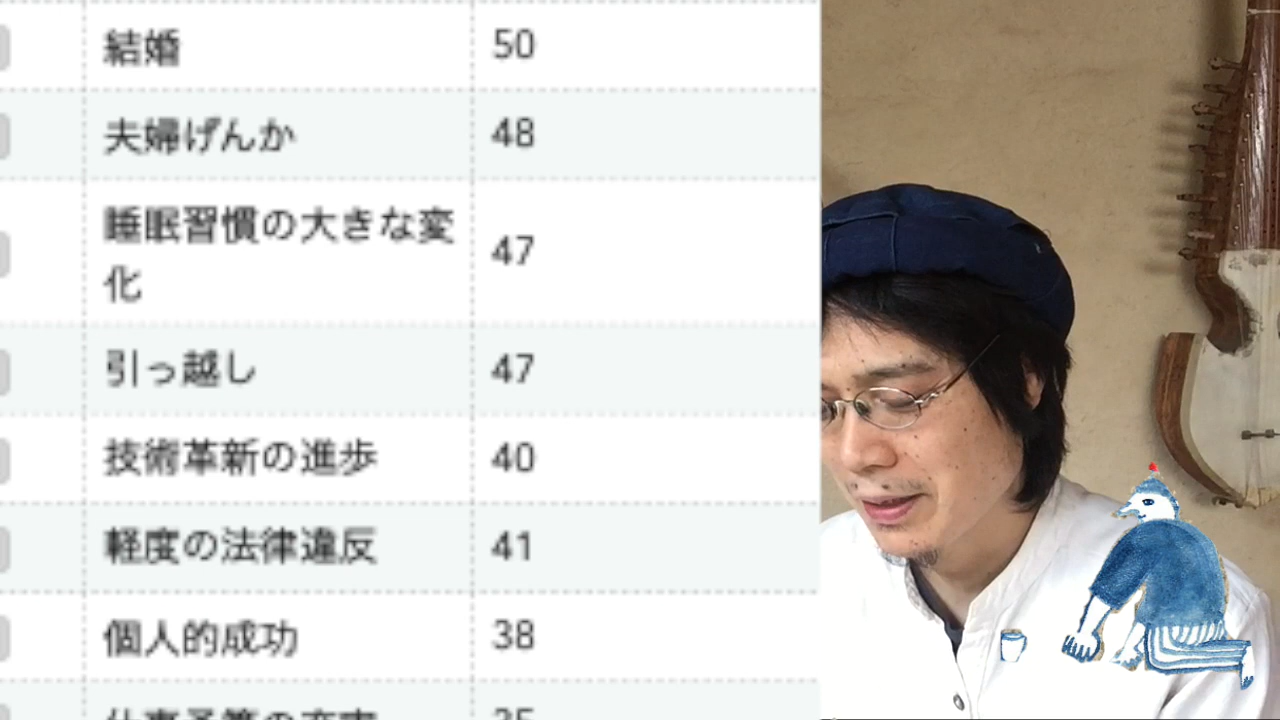 結婚 50
夫婦げんか 48
睡眠習慣の大きな変
化 47
引っ越し 47
技術革新の進歩 40
軽度の法律違反 41
個人的成功 38